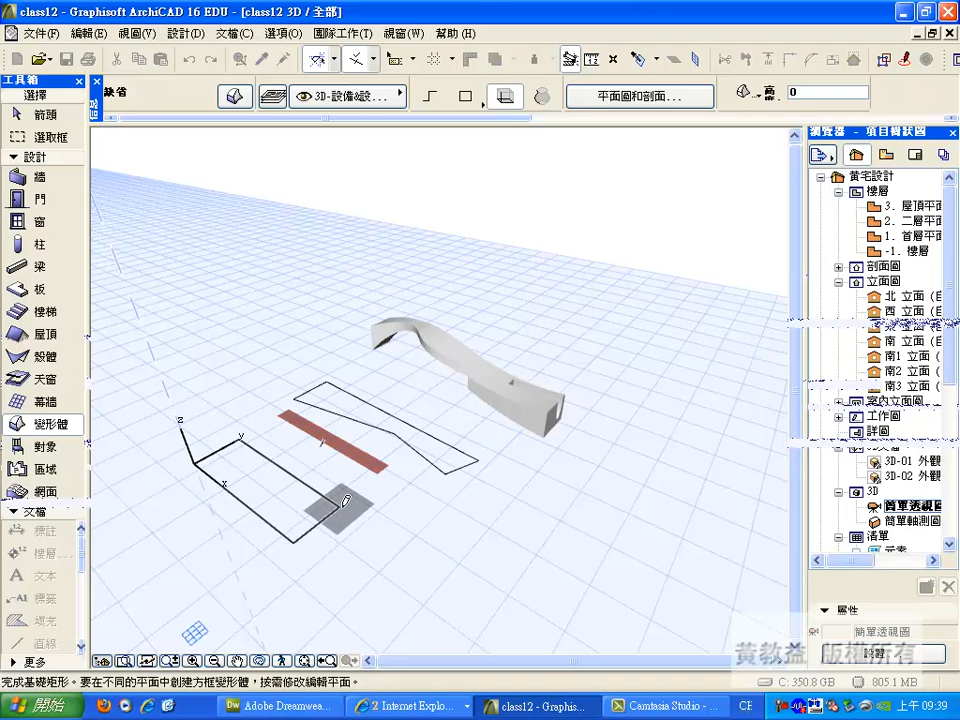 class12 - Graphisoft ArchiCAD 16 EDU - [class12 3D / 全部]
文件(F) 編輯(E) 視圖(V) 設計(D) 文檔(C) 選項(O) 團隊工作(T) 視窗(W) 幫助(H)
工具箱
選擇
箭頭
選取框
設計
牆
門
窗
柱
梁
板
樓梯
屋頂
殼體
天窗
幕牆
變形體
對象
區域
網面
文檔
標註
樓層 ...
文本
標籤
填充
直線
更多
缺省
3D-設備&設...
平面圖和剖面...
高
0
z
y
x
瀏覽器 - 項目樹狀圖
黃宅設計
樓層
3. 屋頂平面
2. 二層平面
1. 首層平面
-1. 樓層
剖面圖
立面圖
北 立面 (自
西 立面 (自
南 立面 (自
南1 立面 (
南2 立面 (
南3 立面 (
室內立面圖
工作圖
詳圖
3D-01 外觀
3D-02 外觀
3D
簡單透視圖
簡單軸測圖
清單
元素
屬性
簡單透視圖
設置...
黃教益 版權所有
完成基礎矩形。要在不同的平面中創建方框變形體，按需修改編輯平面。
C: 350.8 GB 805.1 MB
開始
Adobe Dreamwea...
2 Internet Explo...
class12 - Graphis...
Camtasia Studio - ...
CH
上午 09:39